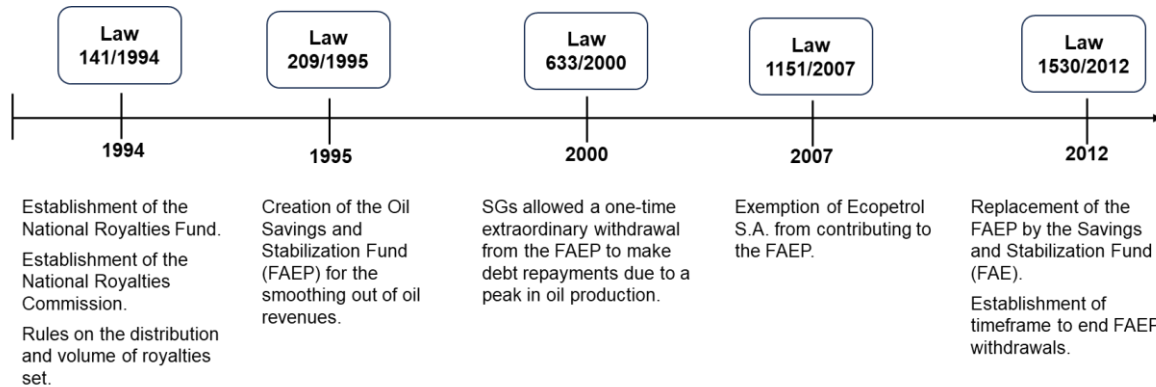 Law
141/1994
Law
209/1995
Law
633/2000
Law
1151/2007
Law
1530/2012
1994
1995
2000
2007
2012
Establishment of the
National Royalties Fund.
Establishment of the
National Royalties
Commission.
Rules on the distribution
and volume of royalties
set.
Creation of the Oil
Savings and
Stabilization Fund
(FAEP) for the
smoothing out of oil
revenues.
SGs allowed a one-time
extraordinary withdrawal
from the FAEP to make
debt repayments due to a
peak in oil production.
Exemption of Ecopetrol
S.A. from contributing to
the FAEP.
Replacement of the
FAEP by the Savings
and Stabilization Fund
(FAE).
Establishment of
timeframe to end FAEP
withdrawals.